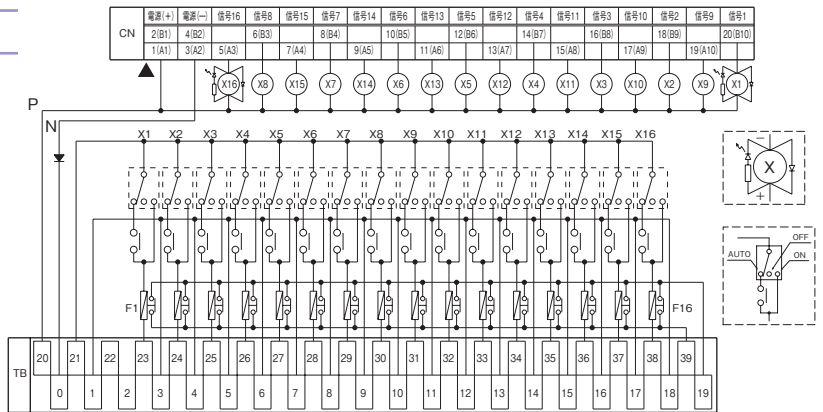 電源(+) 電源(—) 信号16 信号8 信号15 信号7 信号14 信号6 信号13 信号5 信号12 信号4 信号11 信号3 信号10 信号2 信号9 信号1
CN 2(B1) 4(B2) 6(B3) 8(B4) 10(B5) 12(B6) 14(B7) 16(B8) 18(B9) 20(B10)
1(A1) 3(A2) 5(A3) 7(A4) 9(A5) 11(A6) 13(A7) 15(A8) 17(A9) 19(A10)
X16 X8 X15 X7 X14 X6 X13 X5 X12 X4 X11 X3 X10 X2 X9 X1
P
N
X1 X2 X3 X4 X5 X6 X7 X8 X9 X10 X11 X12 X13 X14 X15 X16
−
X
+
OFF
AUTO ON
F1 F16
TB 20 21 22 23 24 25 26 27 28 29 30 31 32 33 34 35 36 37 38 39
0 1 2 3 4 5 6 7 8 9 10 11 12 13 14 15 16 17 18 19